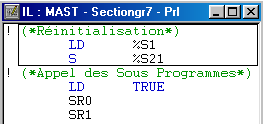 IL : MAST - Sectiongr7 - Prl
! (*Réinitialisation*)
LD %S1
S %S21
! (*Appel des Sous Programmes*)
LD TRUE
SR0
SR1